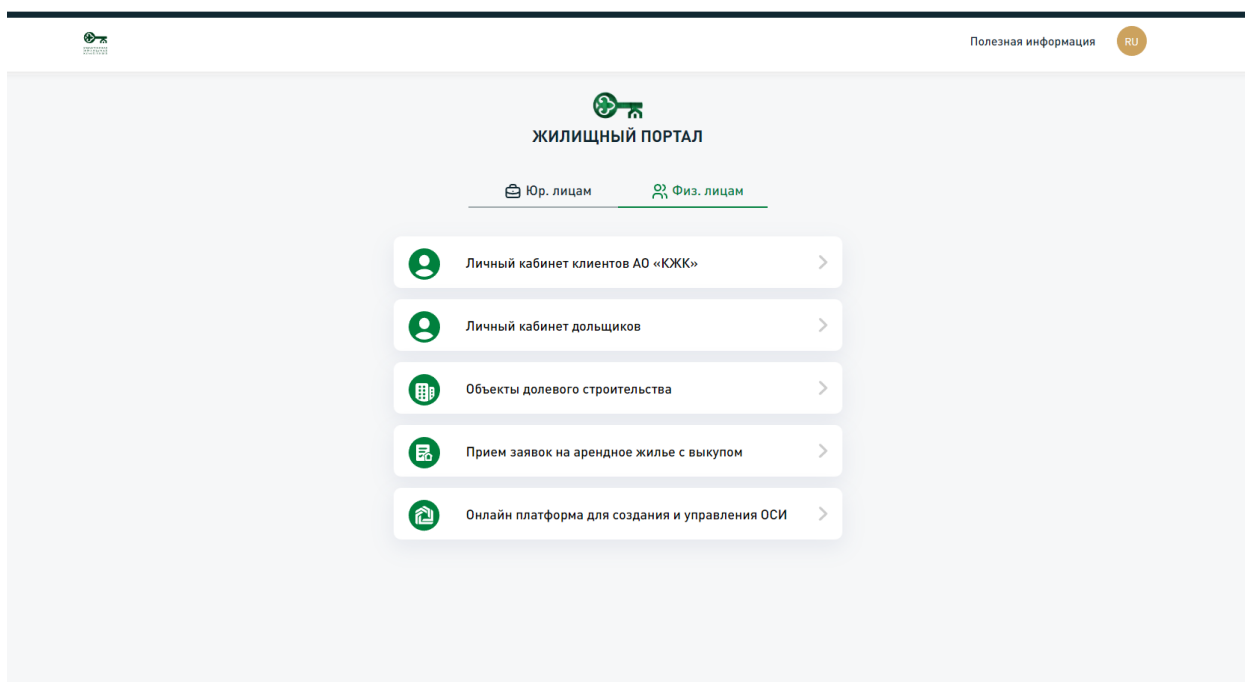 Полезная информация
RU
ЖИЛИЩНЫЙ ПОРТАЛ
Юр. лицам
Физ. лицам
Личный кабинет клиентов АО «КЖК»
Личный кабинет дольщиков
Объекты долевого строительства
Прием заявок на арендное жилье с выкупом
Онлайн платформа для создания и управления ОСИ